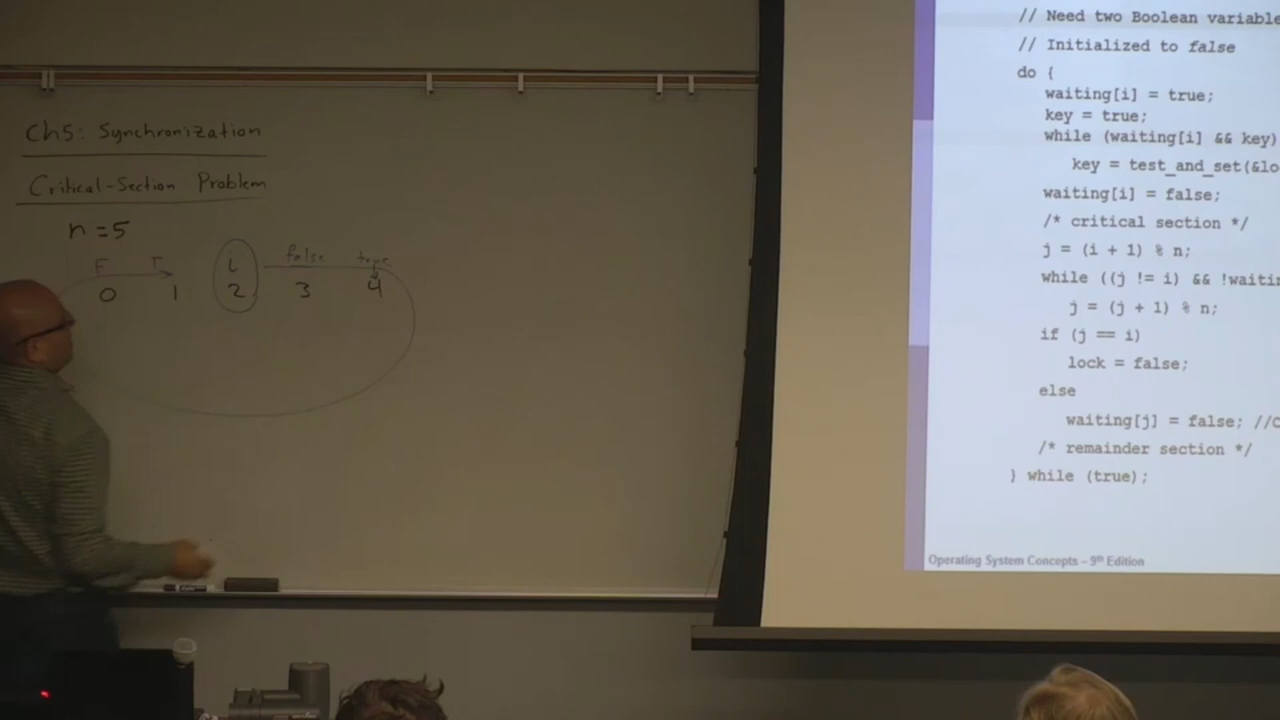 Ch5: Synchronization
Critical-Section Problem
n = 5
F T i false true
0 1 2 3 4
// Need two Boolean variable
// Initialized to false
do {
waiting[i] = true;
key = true;
while (waiting[i] && key)
key = test_and_set(&lo
waiting[i] = false;
/* critical section */
j = (i + 1) % n;
while ((j != i) && !waitin
j = (j + 1) % n;
if (j == i)
lock = false;
else
waiting[j] = false; //
/* remainder section */
} while (true);
Operating System Concepts – 9th Edition